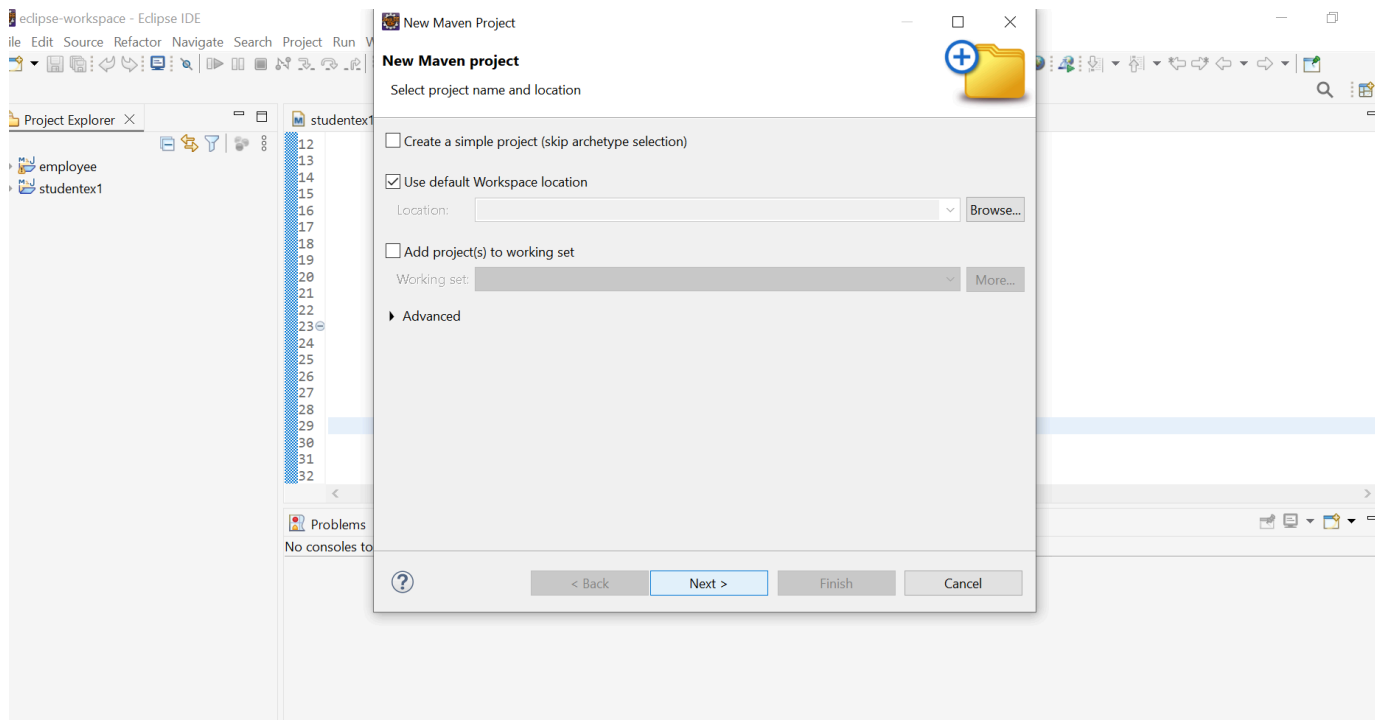 eclipse-workspace - Eclipse IDE
ile Edit Source Refactor Navigate Search Project Run
New Maven Project
New Maven project
Select project name and location
Project Explorer
studentex1
employee
studentex1
12
13
14
15
16
17
18
19
20
21
22
23
24
25
26
27
28
29
30
31
32
Create a simple project (skip archetype selection)
Use default Workspace location
Location:
Browse...
Add project(s) to working set
Working set:
More...
Advanced
Problems
No consoles to
?
< Back
Next >
Finish
Cancel